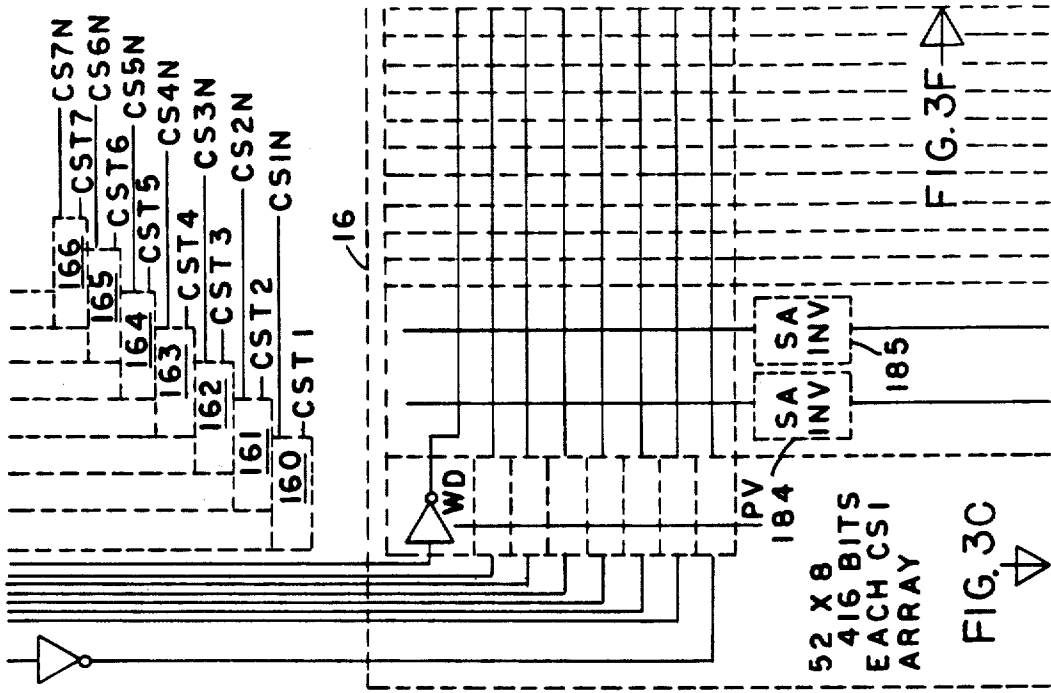 CS7N
CST7
166
CS6N
CST6
165
CS5N
CST5
164
CS4N
CST4
163
CS3N
CST3
162
CS2N
CST2
161
CS1N
CST1
160
16
FIG. 3F
WD
PV
SA
INV
184
SA
INV
185
52 X 8
416 BITS
EACH CSI
ARRAY
FIG. 3C